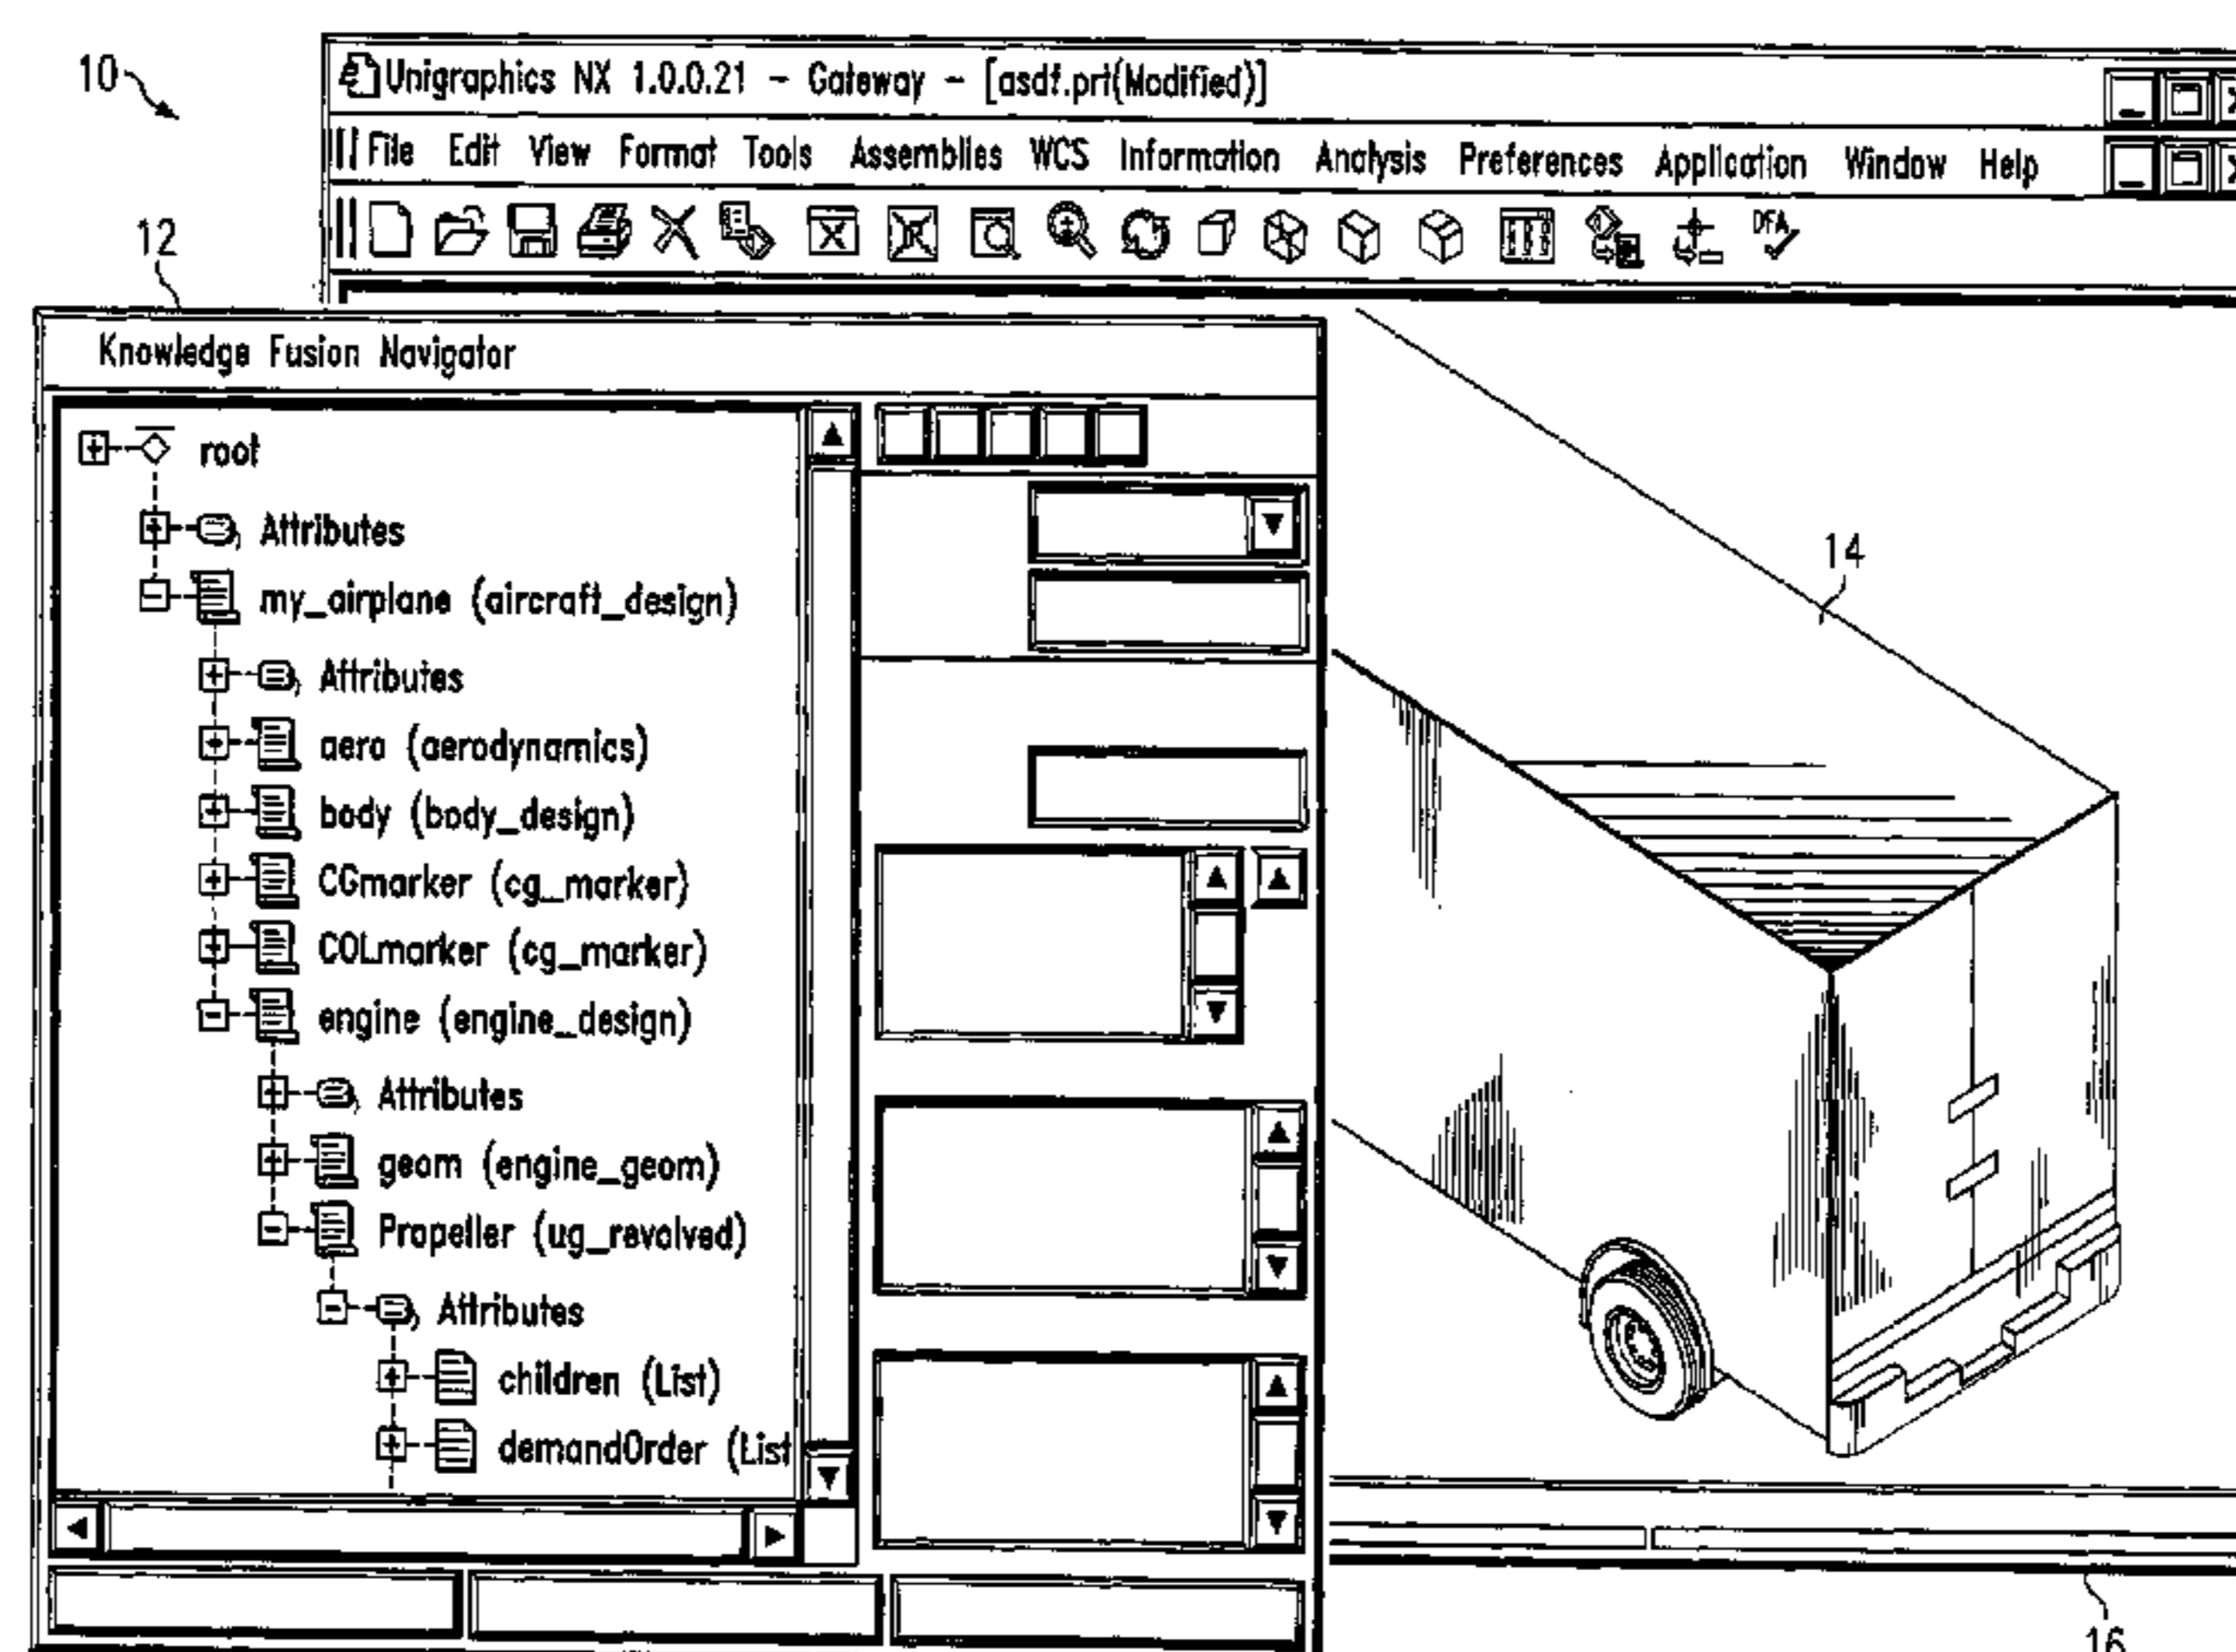 10
Unigraphics NX 1.0.0.21 - Gateway - [asdf.prt(Modified)]
File Edit View Format Tools Assemblies WCS Information Analysis Preferences Application Window Help
DFA
12
Knowledge Fusion Navigator
root
Attributes
my_airplane (aircraft_design)
14
Attributes
aero (aerodynamics)
body (body_design)
CGmarker (cg_marker)
COLmarker (cg_marker)
engine (engine_design)
Attributes
geom (engine_geom)
Propeller (ug_revolved)
Attributes
children (List)
demandOrder (List
16